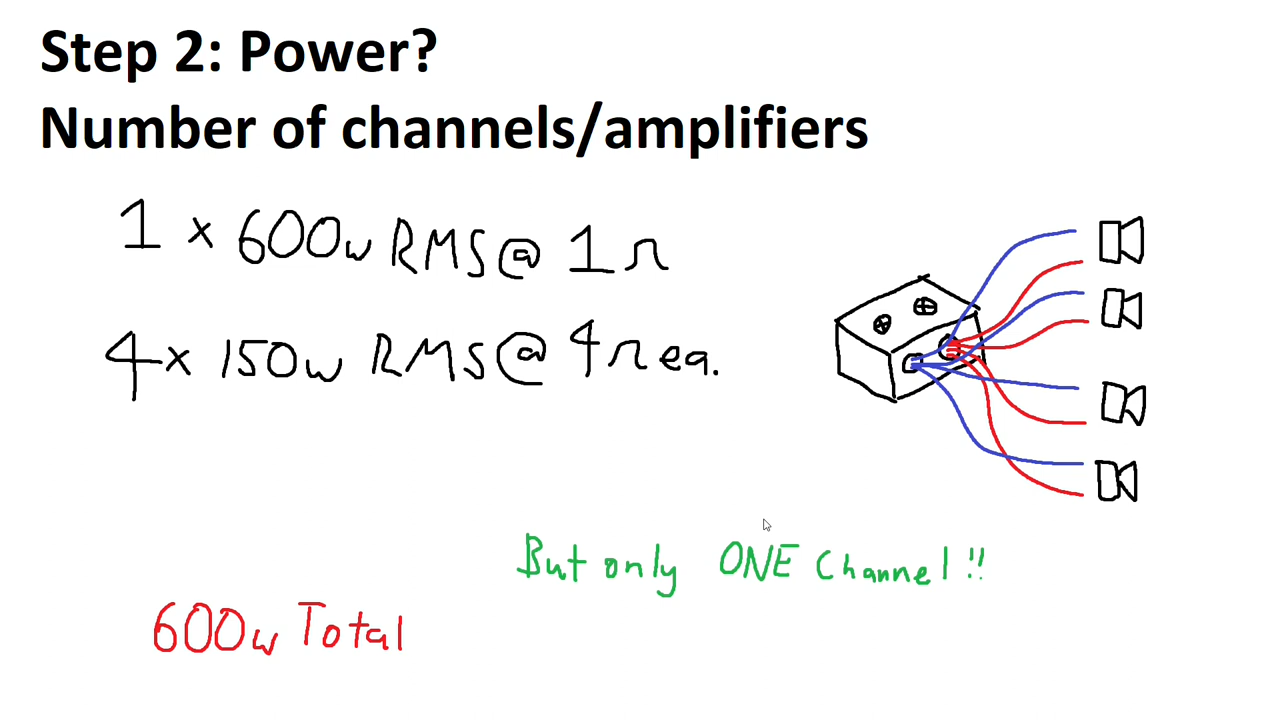 Step 2: Power?
Number of channels/amplifiers
1 x 600w RMS @ 1Ω
4 x 150w RMS @ 4Ω ea.
But only ONE Channel!!
600w Total